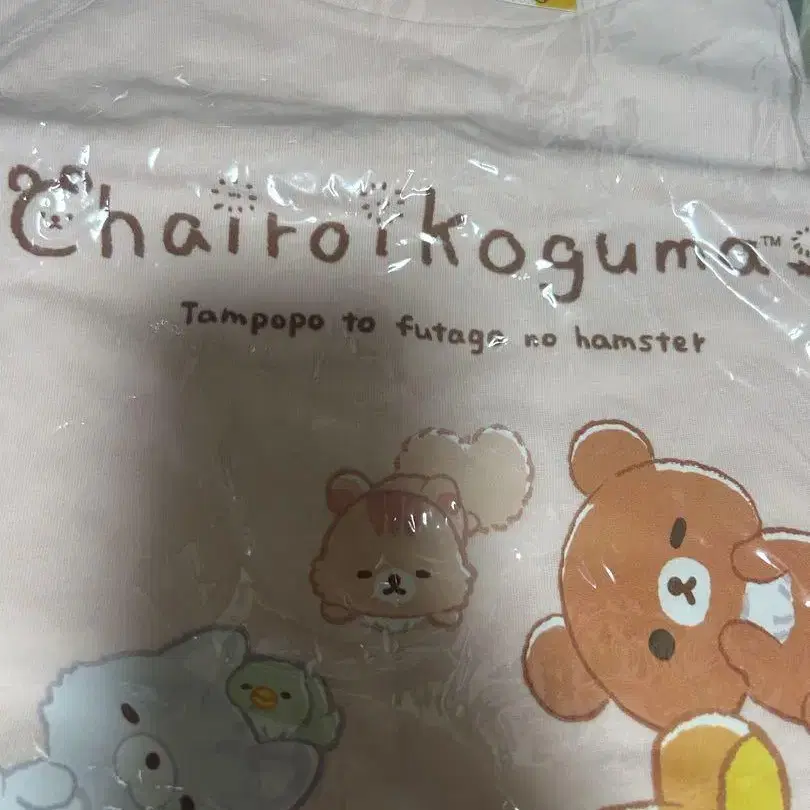 Chairoikoguma™
Tampopo to futago no hamster